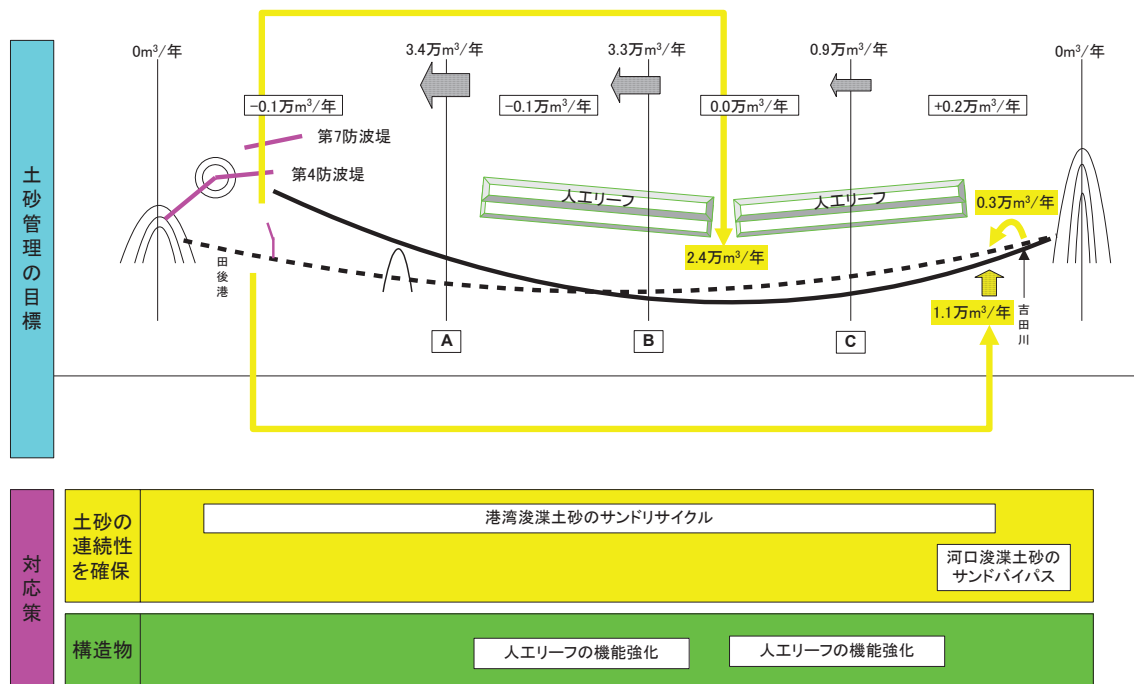 土砂管理の目標
0m³/年
3.4万m³/年
3.3万m³/年
0.9万m³/年
0m³/年
−0.1万m³/年
−0.1万m³/年
0.0万m³/年
+0.2万m³/年
第7防波堤
第4防波堤
人工リーフ
人工リーフ
0.3万m³/年
2.4万m³/年
田後港
1.1万m³/年
吉田川
A
B
C
対応策
土砂の
連続性
を確保
港湾浚渫土砂のサンドリサイクル
河口浚渫土砂の
サンドバイパス
構造物
人工リーフの機能強化
人工リーフの機能強化